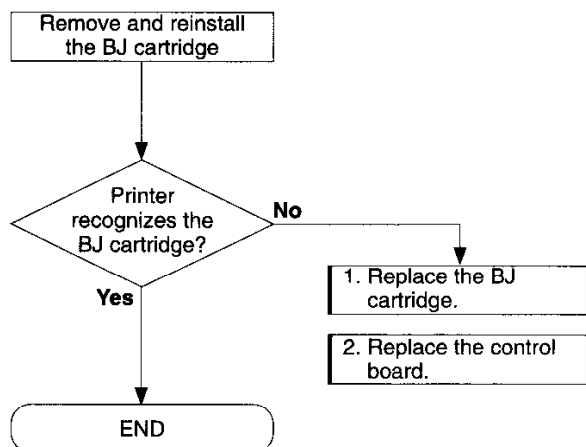 Remove and reinstall
the BJ cartridge
Printer
recognizes the
BJ cartridge?
No
Yes
1. Replace the BJ
cartridge.
2. Replace the control
board.
END